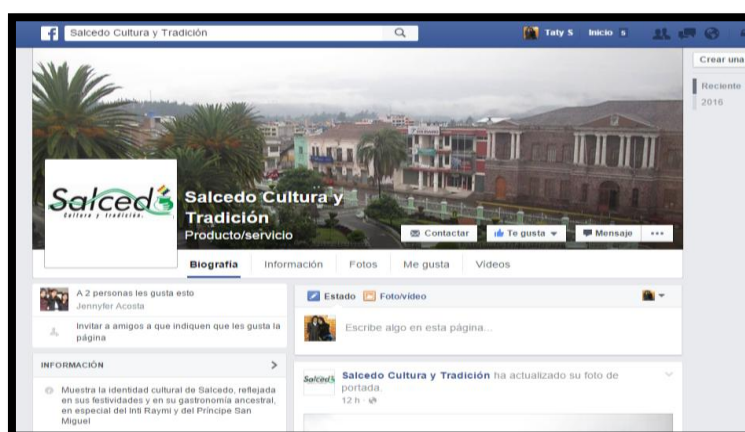 Salcedo Cultura y Tradición
Taty S
Inicio 5
Crear una
Reciente
2016
Salcedo
Cultura y tradición.
Salcedo Cultura y
Tradición
Producto/servicio
Contactar
Te gusta
Mensaje
Biografía
Información
Fotos
Me gusta
Vídeos
A 2 personas les gusta esto
Jennyfer Acosta
Invitar a amigos a que indiquen que les gusta la
página
INFORMACIÓN
Muestra la identidad cultural de Salcedo, reflejada
en sus festividades y en su gastronomía ancestral,
en especial del Inti Raymi y del Príncipe San
Miguel
Estado
Foto/vídeo
Escribe algo en esta página...
Salcedo
Salcedo Cultura y Tradición ha actualizado su foto de
portada.
12 h ·